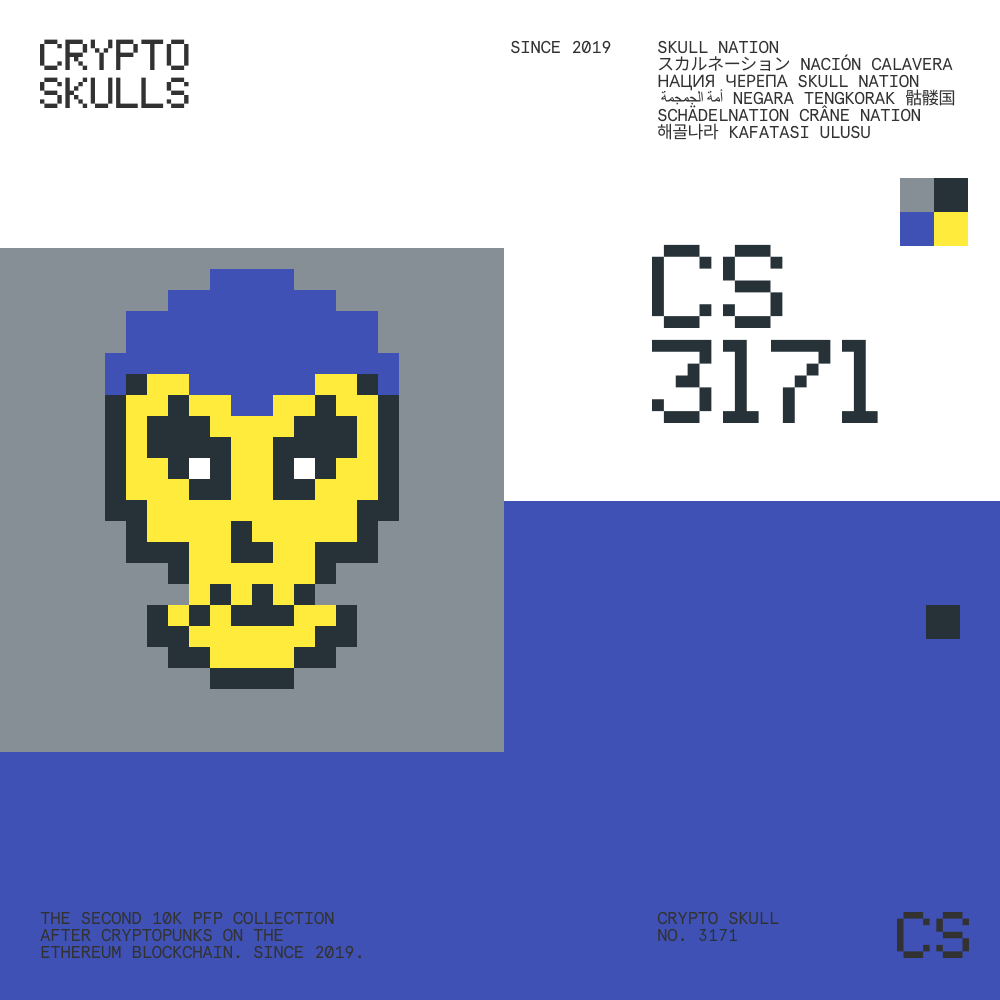 CRYPTO
SKULLS
SINCE 2019
SKULL NATION
スカルネーション NACIÓN CALAVERA
НАЦИЯ ЧЕРЕПА SKULL NATION
أمة الجمجمة NEGARA TENGKORAK 骷髅国
SCHÄDELNATION CRÂNE NATION
해골나라 KAFATASI ULUSU
CS
3171
THE SECOND 10K PFP COLLECTION
AFTER CRYPTOPUNKS ON THE
ETHEREUM BLOCKCHAIN. SINCE 2019.
CRYPTO SKULL
NO. 3171
CS